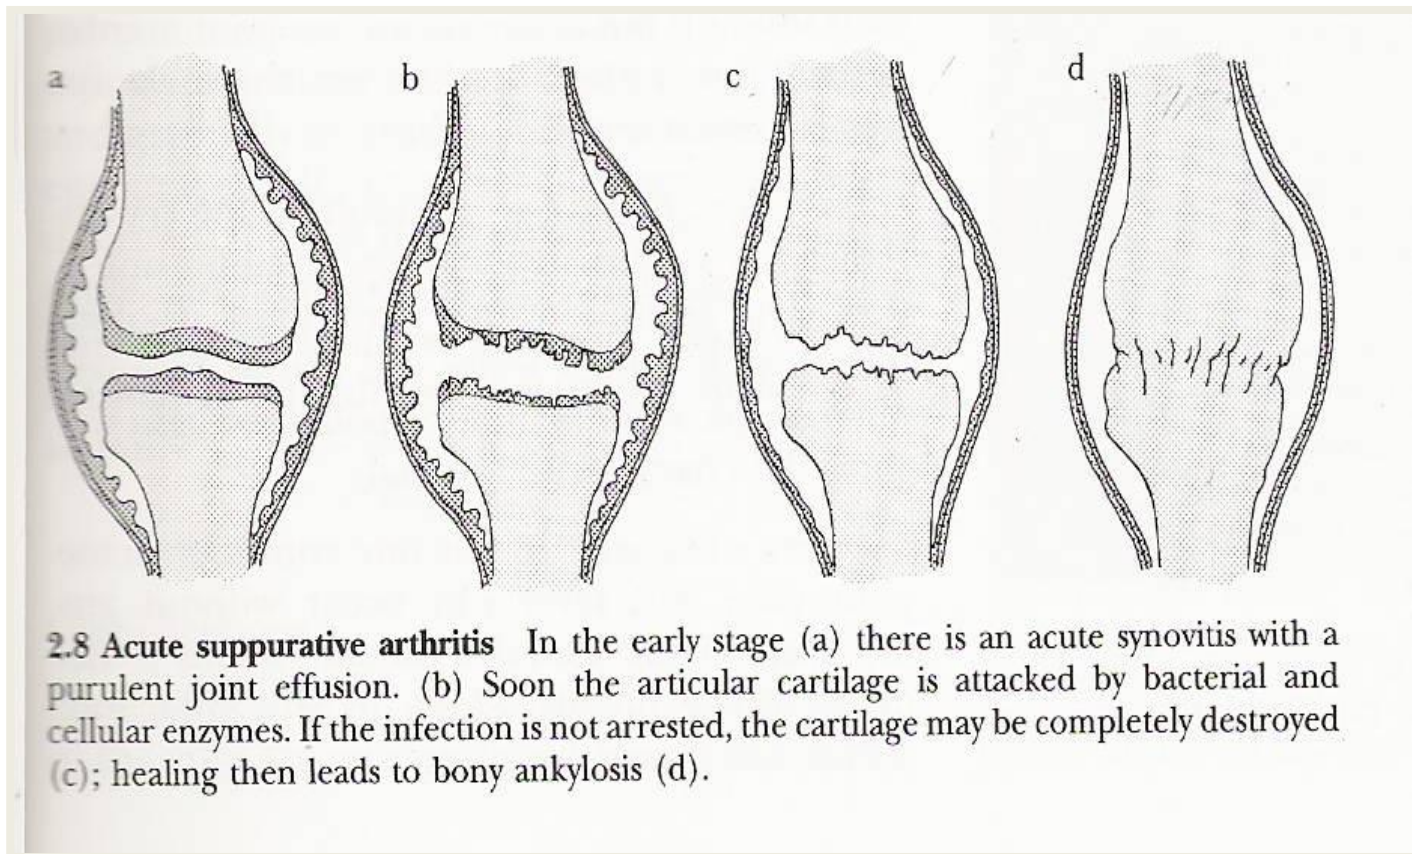 a b c d
2.8 Acute suppurative arthritis In the early stage (a) there is an acute synovitis with a
purulent joint effusion. (b) Soon the articular cartilage is attacked by bacterial and
cellular enzymes. If the infection is not arrested, the cartilage may be completely destroyed
(c); healing then leads to bony ankylosis (d).